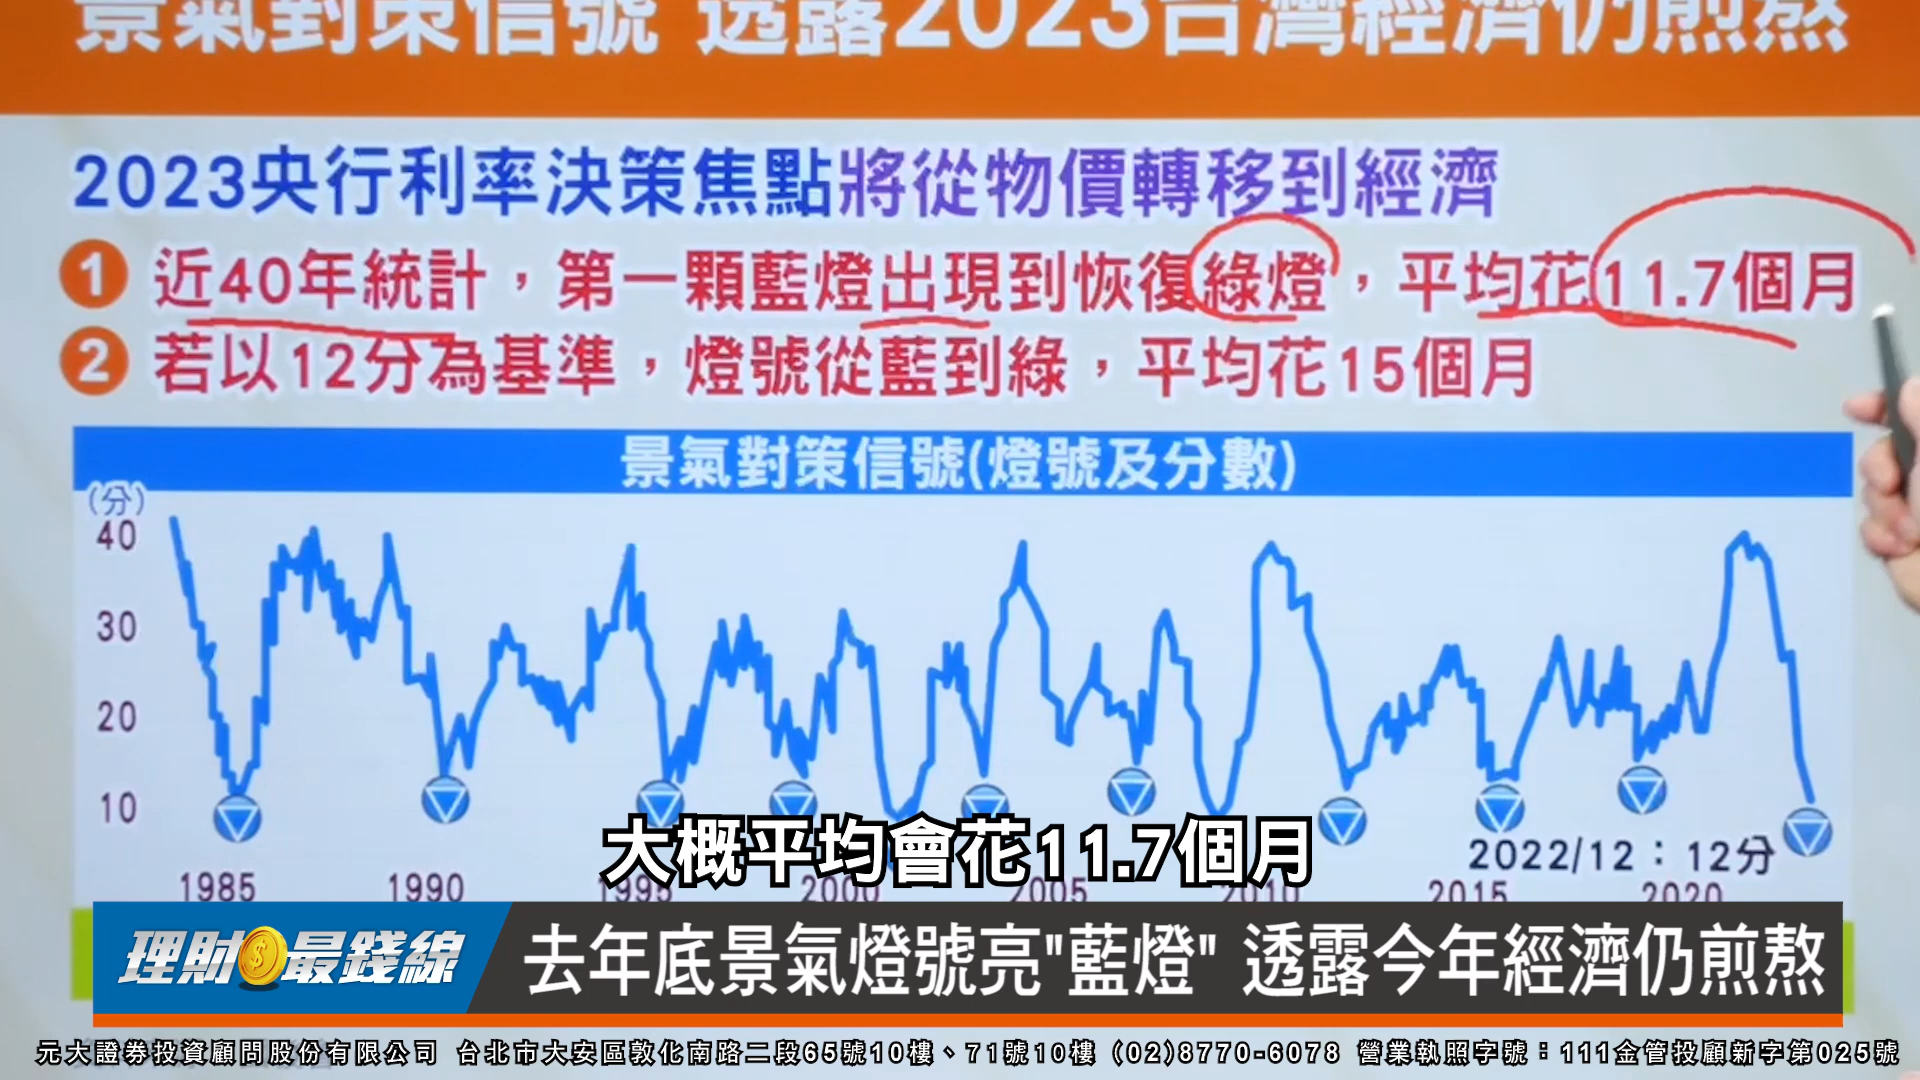 景氣對策信號 透露2023台灣經濟仍煎熬
2023央行利率決策焦點將從物價轉移到經濟
1 近40年統計，第一顆藍燈出現到恢復綠燈，平均花11.7個月
2 若以12分為基準，燈號從藍到綠，平均花15個月
景氣對策信號(燈號及分數)
(分)
40
30
20
10
2022/12：12分
1985 1990 1995 2000 2005 2010 2015 2020
大概平均會花11.7個月
理財最錢線
去年底景氣燈號亮"藍燈" 透露今年經濟仍煎熬
元大證券投資顧問股份有限公司 台北市大安區敦化南路二段65號10樓、71號10樓 (02)8770-6078 營業執照字號：111金管投顧新字第025號